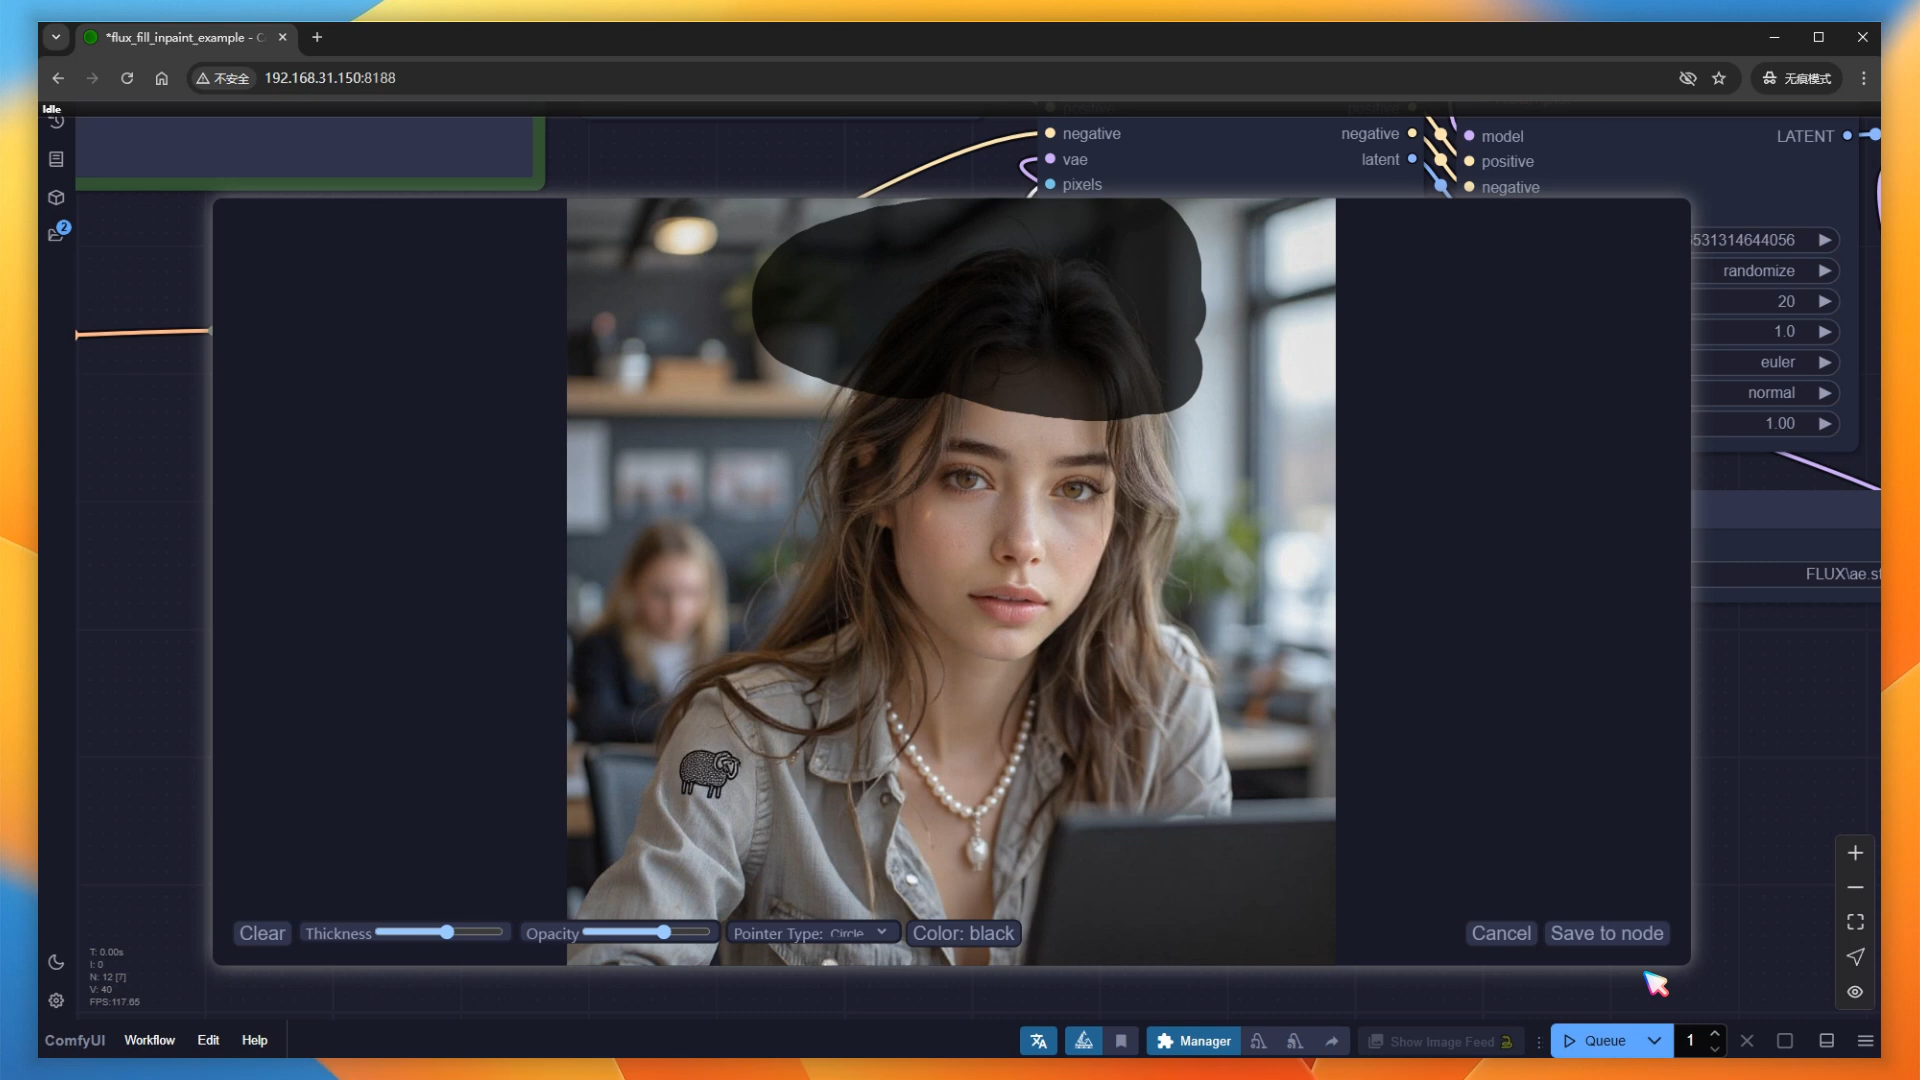 *flux_fill_inpaint_example - C
不安全
192.168.31.150:8188
无痕模式
Idle
positive
positive
negative
negative
model
LATENT
vae
latent
positive
pixels
negative
2
531314644056
randomize
20
1.0
euler
normal
1.00
FLUX\ae.s
Clear
Thickness
Opacity
Pointer Type: Circle
Color: black
Cancel
Save to node
T: 0.00s
I: 0
N: 12 [7]
V: 40
FPS:117.65
ComfyUI
Workflow
Edit
Help
Manager
Show Image Feed
Queue
1